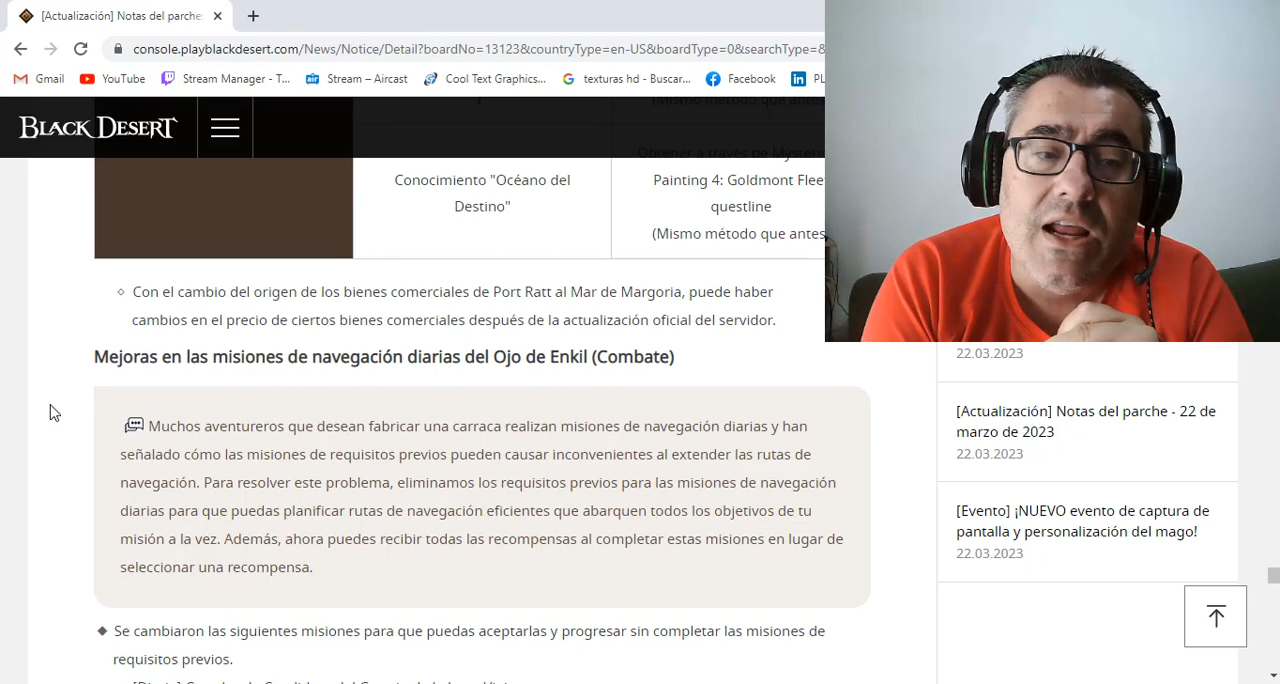 [Actualización] Notas del parche
console.playblackdesert.com/News/Notice/Detail?boardNo=13123&countryType=en-US&boardType=0&searchType=&
Gmail YouTube Stream Manager - T... Stream – Aircast Cool Text Graphics... texturas hd - Buscar... Facebook
BLACK DESERT
(Mismo método que antes
Obtener a través de
Conocimiento "Océano del
Destino"
Painting 4: Goldmont Fleet
questline
(Mismo método que antes
Con el cambio del origen de los bienes comerciales de Port Ratt al Mar de Margoria, puede haber
cambios en el precio de ciertos bienes comerciales después de la actualización oficial del servidor.
Mejoras en las misiones de navegación diarias del Ojo de Enkil (Combate)
Muchos aventureros que desean fabricar una carraca realizan misiones de navegación diarias y han
señalado cómo las misiones de requisitos previos pueden causar inconvenientes al extender las rutas de
navegación. Para resolver este problema, eliminamos los requisitos previos para las misiones de navegación
diarias para que puedas planificar rutas de navegación eficientes que abarquen todos los objetivos de tu
misión a la vez. Además, ahora puedes recibir todas las recompensas al completar estas misiones en lugar de
seleccionar una recompensa.
Se cambiaron las siguientes misiones para que puedas aceptarlas y progresar sin completar las misiones de
requisitos previos.
22.03.2023
[Actualización] Notas del parche - 22 de
marzo de 2023
22.03.2023
[Evento] ¡NUEVO evento de captura de
pantalla y personalización del mago!
22.03.2023